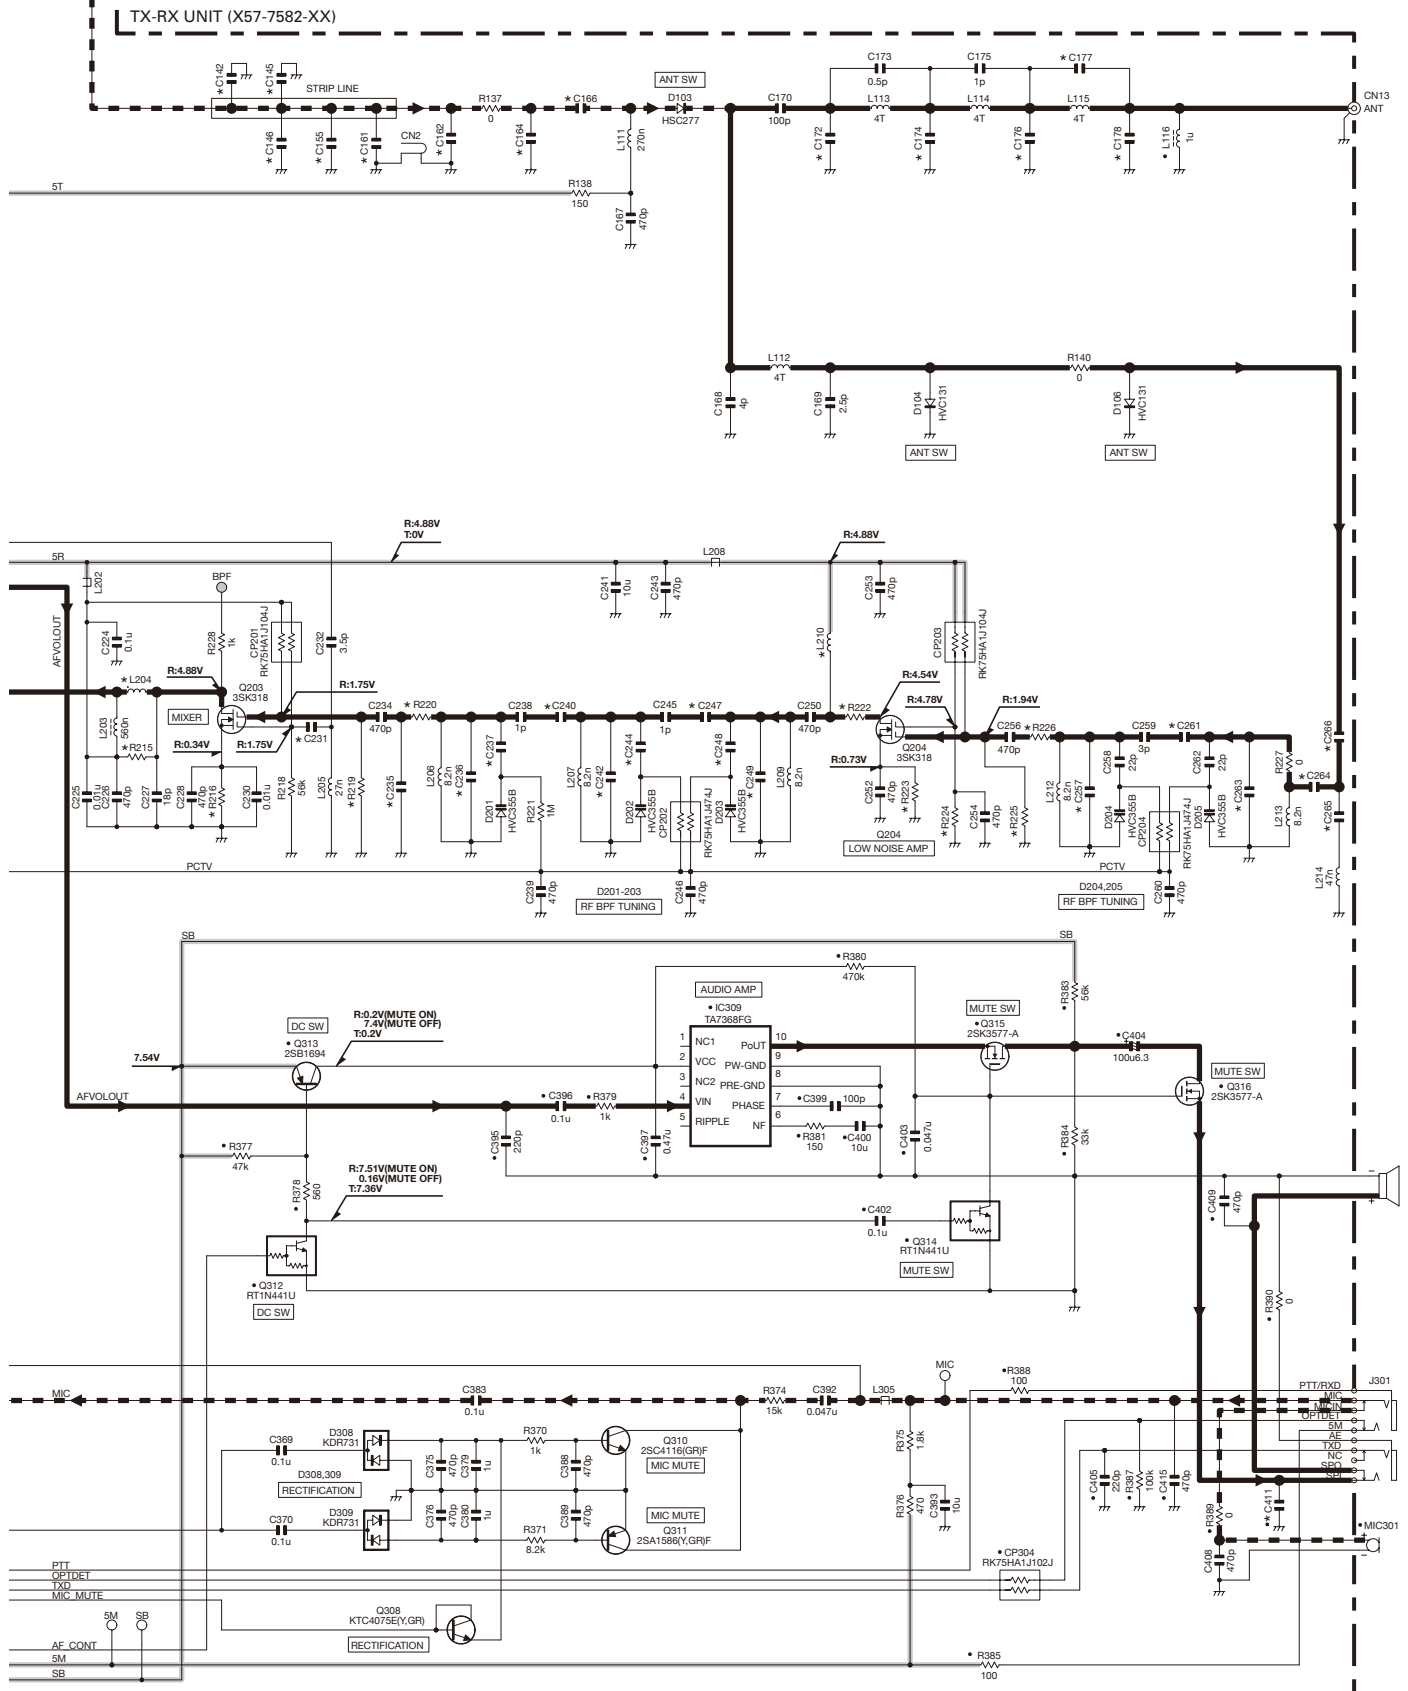 TX-RX UNIT (X57-7582-XX)
* C142
* C145
STRIP LINE
* C146
* C155
* C161
CN2
* C162
R137
0
* C164
* C166
L111
270n
ANT SW
D103
HSC277
C170
100p
C173
0.5p
C175
1p
* C177
L113
4T
L114
4T
L115
4T
* C172
* C174
* C176
* C178
• L116
1u
CN13
ANT
5T
R138
150
C167
470p
L112
4T
C168
4p
C169
2.5p
D104
HVC131
ANT SW
R140
0
D106
HVC131
ANT SW
R:4.88V
T:0V
5R
L202
BPF
L208
R:4.88V
C241
10u
C243
470p
C253
470p
AFVOLOUT
C224
0.1u
R228
1k
CP201
RK75HA1J104J
C232
3.5p
* L210
CP203
RK75HA1J104J
R:4.88V
* L204
Q203
3SK318
R:1.75V
MIXER
L203
560n
* R215
R:0.34V
R:1.75V
* C231
C234
470p
* R220
C238
1p
* C240
C245
1p
* C247
C250
470p
* R222
R:4.54V
R:4.78V
R:1.94V
Q204
3SK318
R:0.73V
C256
470p
* R226
C259
3p
* C261
* C266
R227
0
* C264
C225
0.01u
C226
470p
C227
18p
C228
470p
* R216
C230
0.01u
R218
56k
L205
27n
* R219
* C235
L206
8.2n
* C236
* C237
D201
HVC355B
R221
1M
L207
8.2n
* C242
* C244
D202
HVC355B
CP202
RK75HA1J474J
* C248
D203
HVC355B
* C249
L209
8.2n
C252
470p
* R223
* R224
C254
470p
* R225
L212
8.2n
* C257
C258
22p
D204
HVC355B
CP204
RK75HA1J474J
C262
22p
D205
HVC355B
* C263
L213
8.2n
* C265
L214
47n
Q204
LOW NOISE AMP
PCTV
PCTV
C239
470p
D201-203
RF BPF TUNING
C246
470p
D204,205
RF BPF TUNING
C260
470p
SB
SB
• R380
470k
• R383
56k
AUDIO AMP
• IC309
TA7368FG
1
NC1
2
VCC
3
NC2
4
VIN
5
RIPPLE
10
PoUT
9
PW-GND
8
PRE-GND
7
PHASE
6
NF
MUTE SW
• Q315
2SK3577-A
R:0.2V(MUTE ON)
7.4V(MUTE OFF)
T:0.2V
DC SW
• Q313
2SB1694
7.54V
• C404
100u6.3
MUTE SW
• Q316
2SK3577-A
AFVOLOUT
• C396
0.1u
• R379
1k
• C399
100p
• R381
150
• C400
10u
• C395
220p
• C397
0.47u
• C403
0.047u
• R384
33k
• R377
47k
• R378
560
R:7.51V(MUTE ON)
0.16V(MUTE OFF)
T:7.36V
• C402
0.1u
• Q314
RT1N441U
MUTE SW
• C409
470p
−
+
• Q312
RT1N441U
DC SW
• R390
0
MIC
C383
0.1u
R374
15k
C392
0.047u
L305
MIC
•R388
100
J301
PTT/RXD
MIC
MICIN
OPTDET
5M
AE
TXD
NC
SPO
SPI
C369
0.1u
D308
KDR731
D308,309
RECTIFICATION
D309
KDR731
C370
0.1u
C375
470p
C379
1u
R370
1k
C388
470p
Q310
2SC4116(GR)F
MIC MUTE
C376
470p
C380
1u
R371
8.2k
C389
470p
MIC MUTE
Q311
2SA1586(Y,GR)F
R375
1.8k
R376
470
C393
10u
• C405
220p
• R387
100k
• C415
470p
• R389
0
•* C411
C408
470p
• MIC301
+
−
• CP304
RK75HA1J102J
PTT
OPTDET
TXD
MIC MUTE
5M
SB
Q308
KTC4075E(Y,GR)
RECTIFICATION
AF CONT
5M
SB
• R385
100